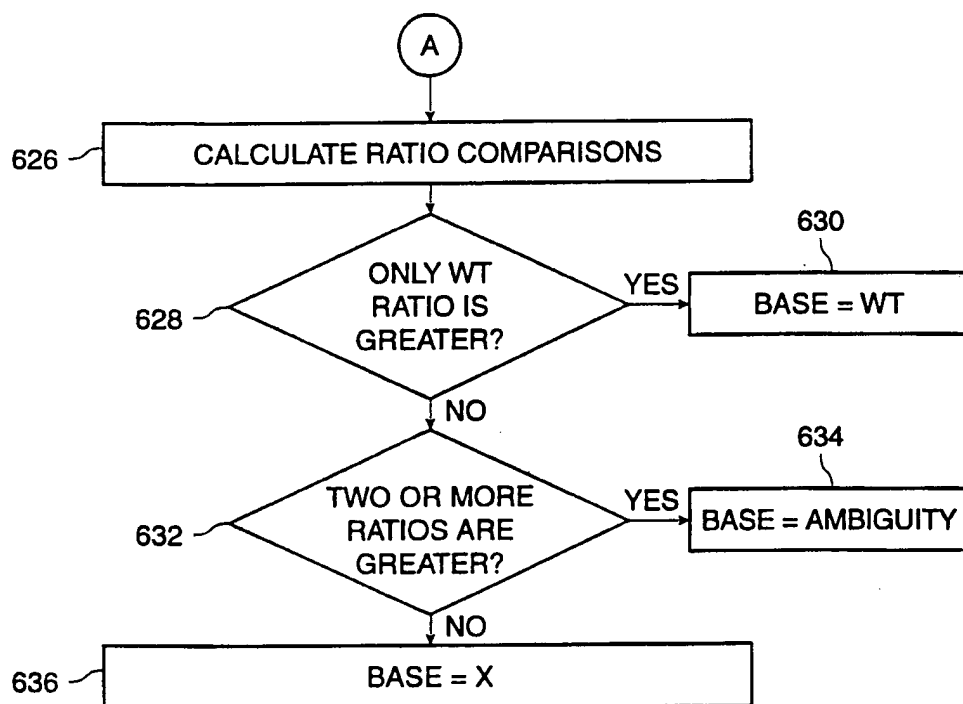 A
626
CALCULATE RATIO COMPARISONS
628
ONLY WT
RATIO IS
GREATER?
YES
630
BASE = WT
NO
632
TWO OR MORE
RATIOS ARE
GREATER?
YES
634
BASE = AMBIGUITY
NO
636
BASE = X